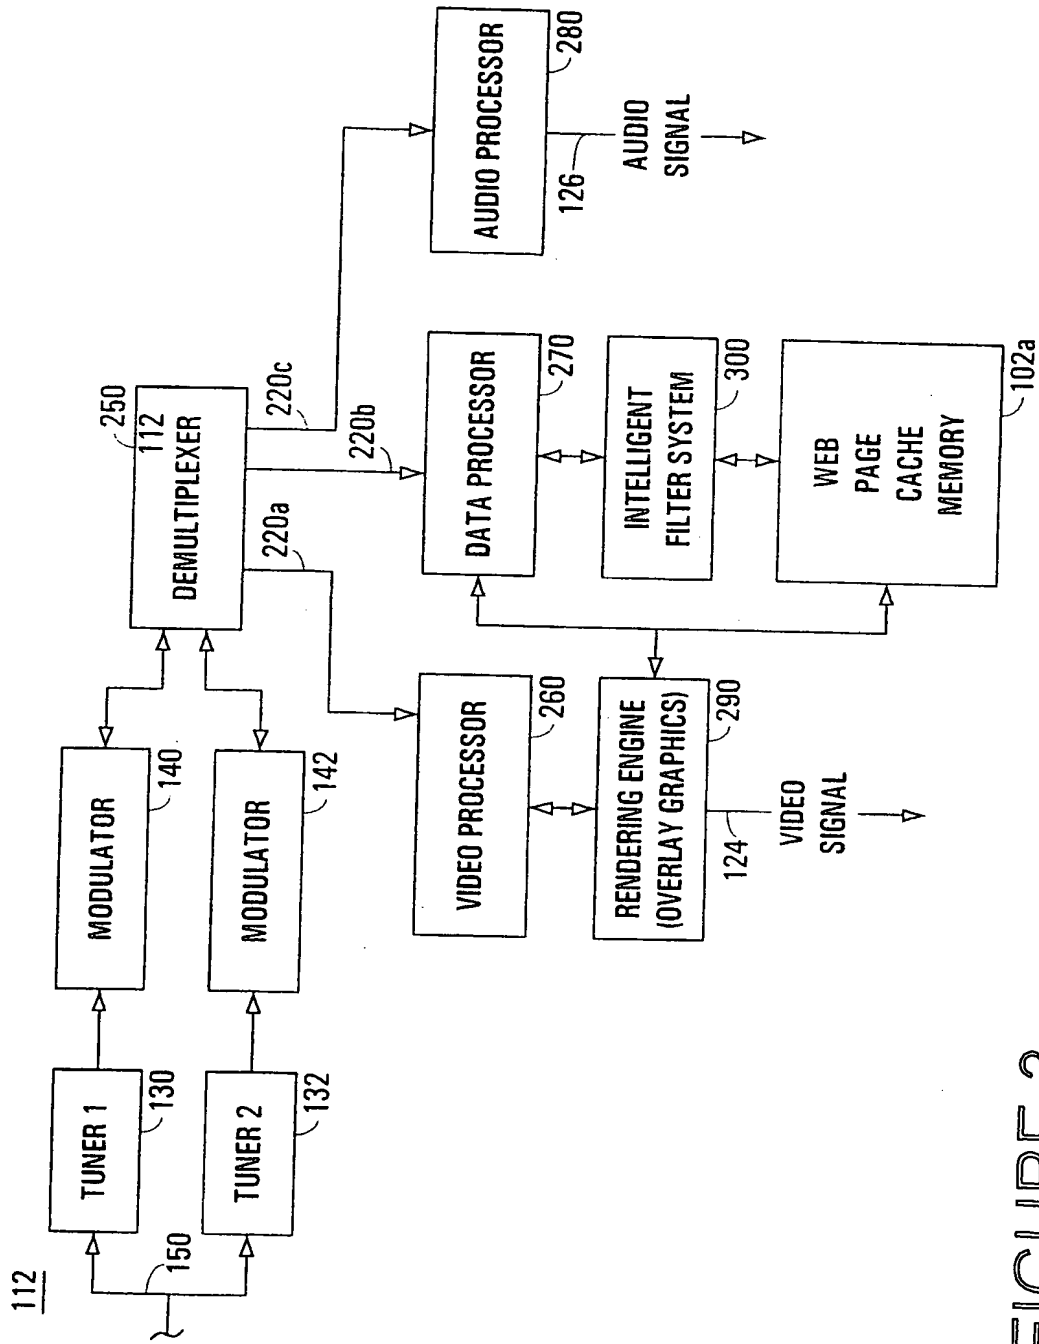 112
150
TUNER 1
130
TUNER 2
132
MODULATOR
140
MODULATOR
142
250
112
DEMULTIPLEXER
220a
220b
220c
VIDEO PROCESSOR
260
RENDERING ENGINE
(OVERLAY GRAPHICS)
290
124
VIDEO
SIGNAL
DATA PROCESSOR
270
INTELLIGENT
FILTER SYSTEM
300
WEB
PAGE
CACHE
MEMORY
102a
AUDIO PROCESSOR
280
126
AUDIO
SIGNAL
FIGURE